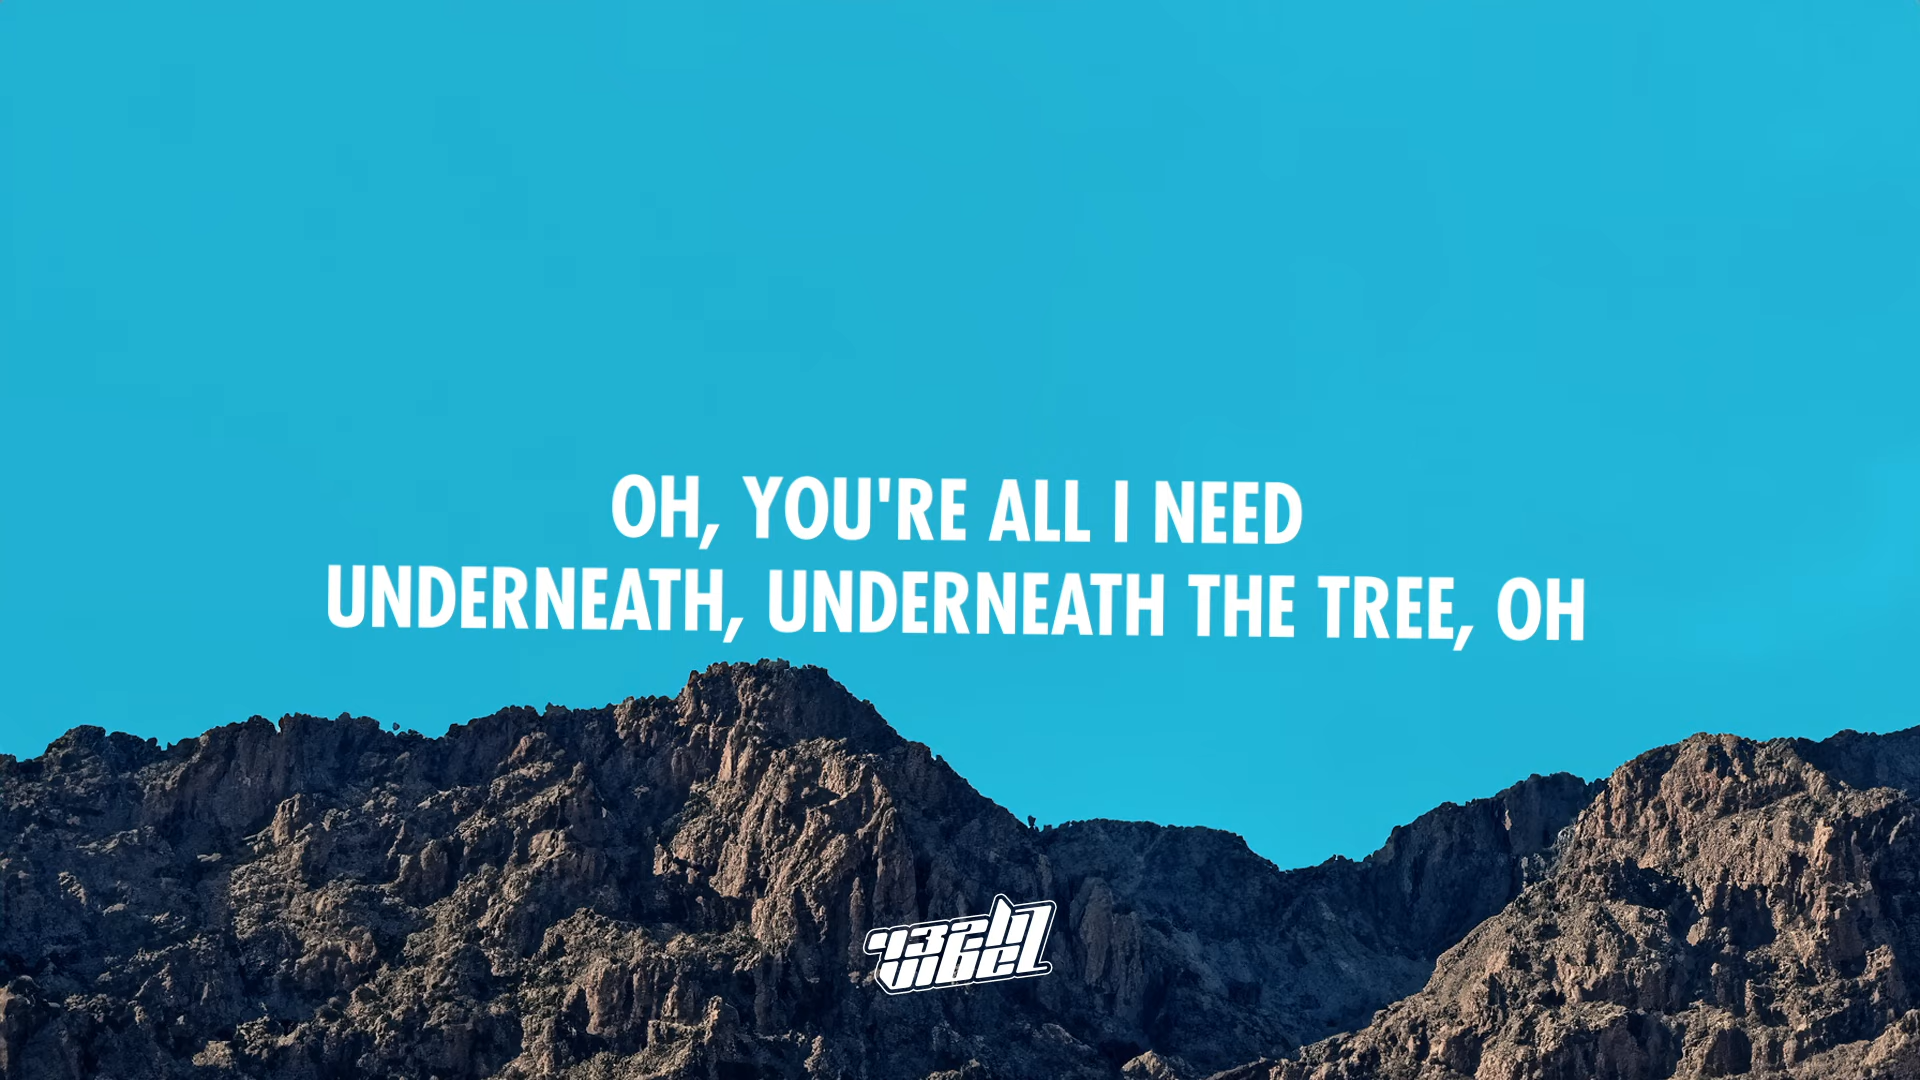 OH, YOU'RE ALL I NEED
UNDERNEATH, UNDERNEATH THE TREE, OH